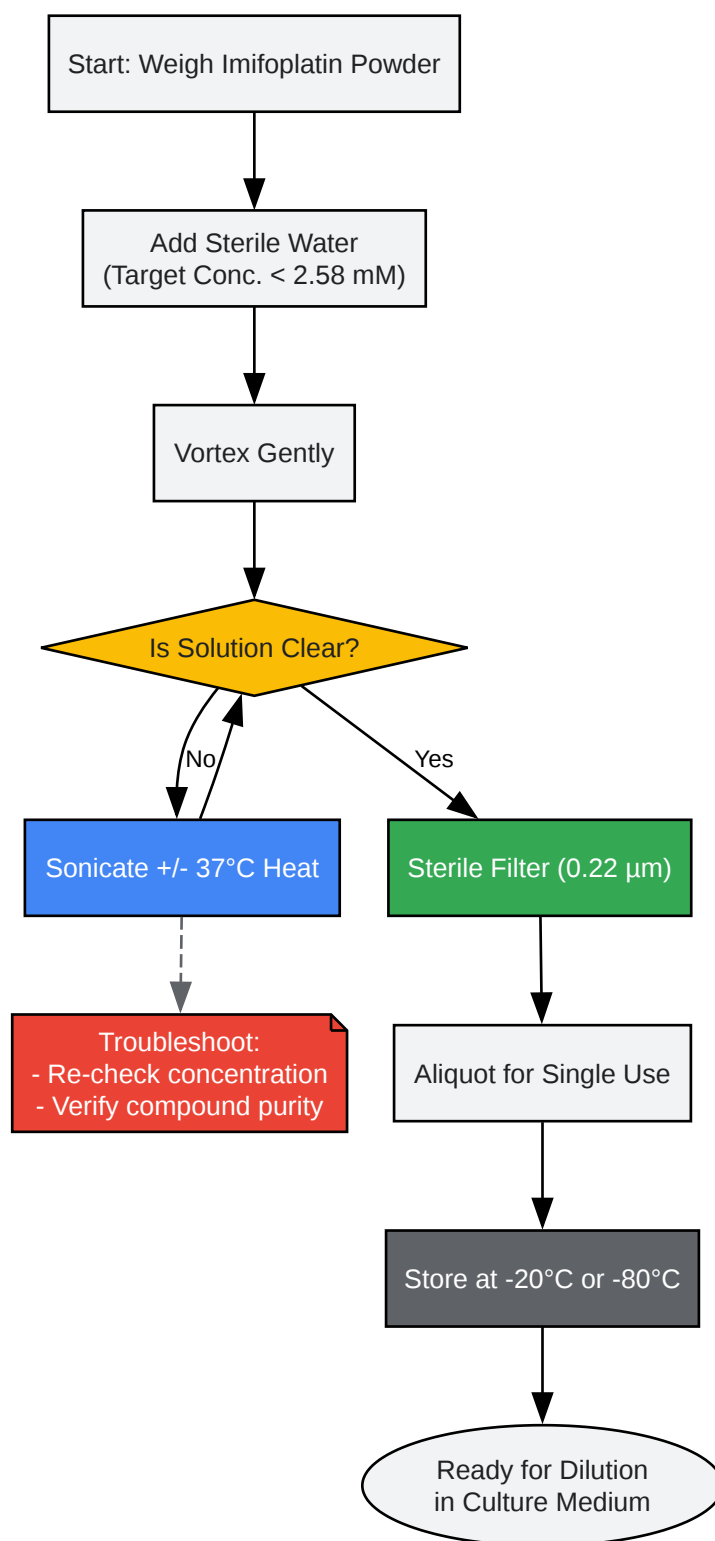 Start: Weigh Imifoplatin Powder
Add Sterile Water
(Target Conc. < 2.58 mM)
Vortex Gently
Is Solution Clear?
No
Yes
Sonicate +/- 37°C Heat
Sterile Filter (0.22 µm)
Troubleshoot:
- Re-check concentration
- Verify compound purity
Aliquot for Single Use
Store at -20°C or -80°C
Ready for Dilution
in Culture Medium